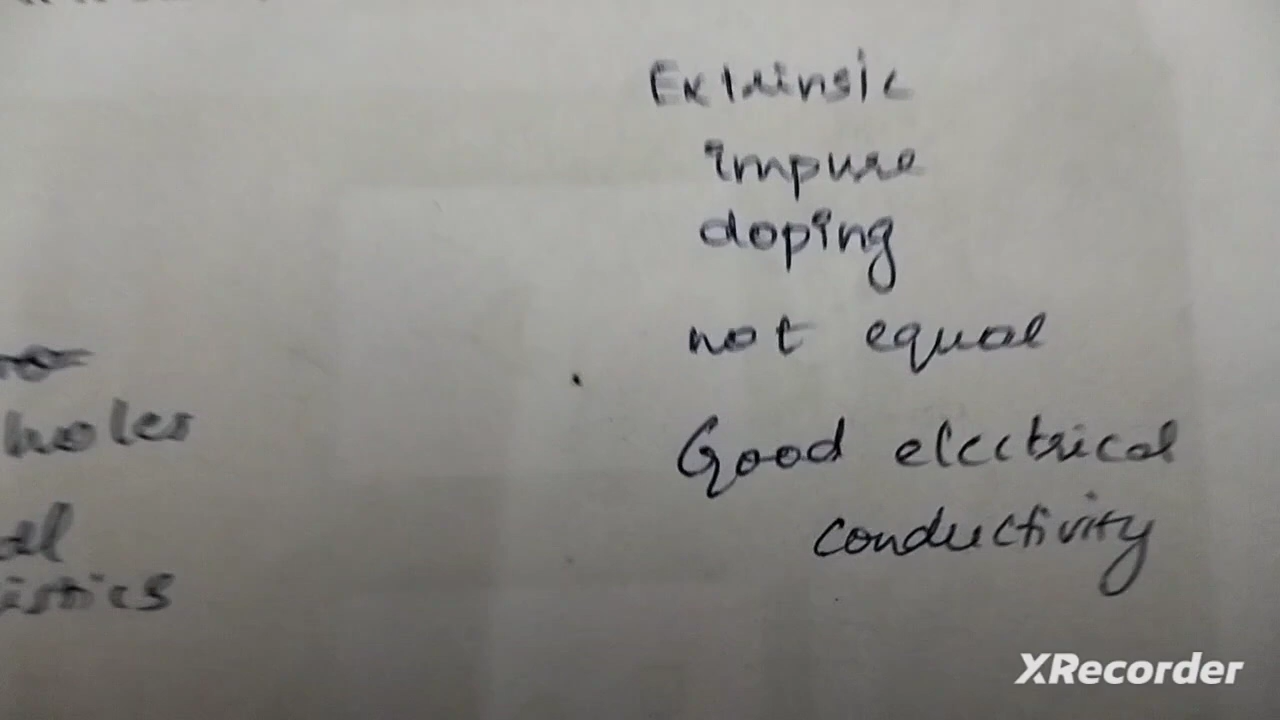 Extrinsic
impure
doping
not equal
holes
Good electrical
conductivity
XRecorder